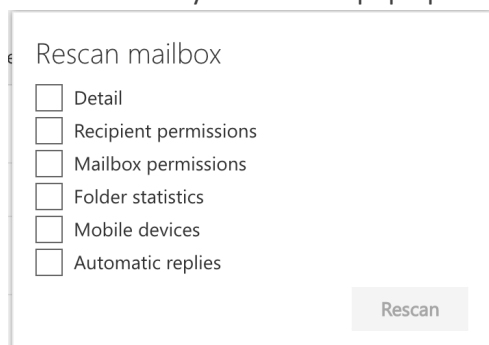 Rescan mailbox
Detail
Recipient permissions
Mailbox permissions
Folder statistics
Mobile devices
Automatic replies
Rescan